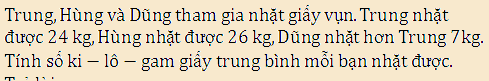 Trung, Hùng và Dũng tham gia nhặt giấy vụn. Trung nhặt
được 24 kg, Hùng nhặt được 26 kg, Dũng nhặt hơn Trung 7kg.
Tính số ki − lô − gam giấy trung bình mỗi bạn nhặt được.